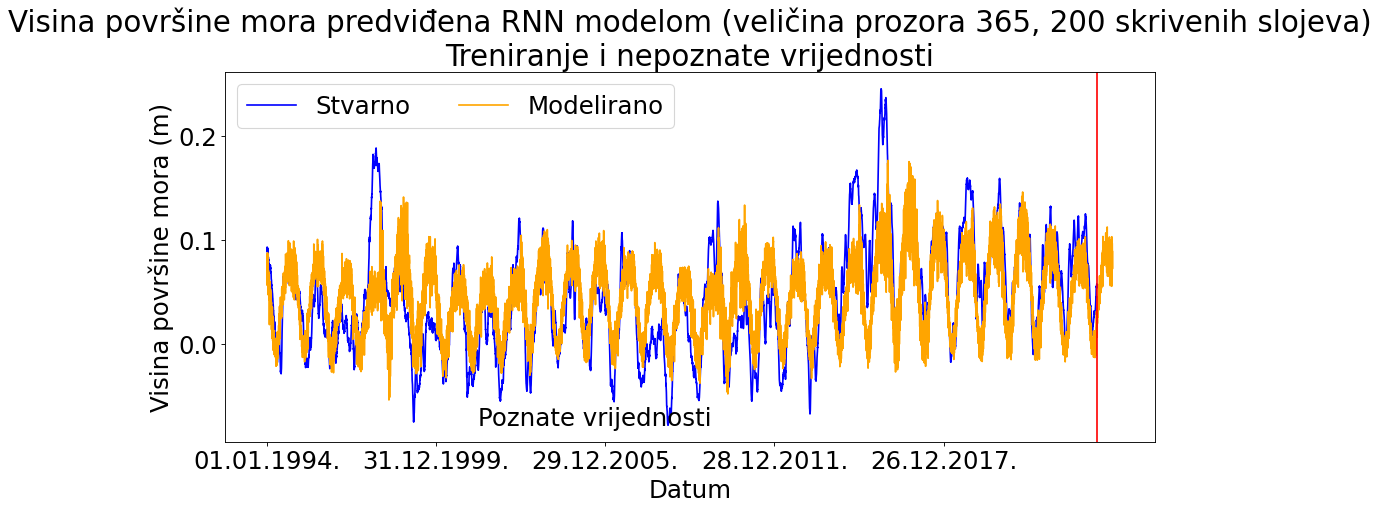 Visina površine mora predviđena RNN modelom (veličina prozora 365, 200 skrivenih slojeva)
Treniranje i nepoznate vrijednosti
Stvarno
Modelirano
Visina površine mora (m)
0.2
0.1
0.0
Poznate vrijednosti
01.01.1994.
31.12.1999.
29.12.2005.
28.12.2011.
26.12.2017.
Datum